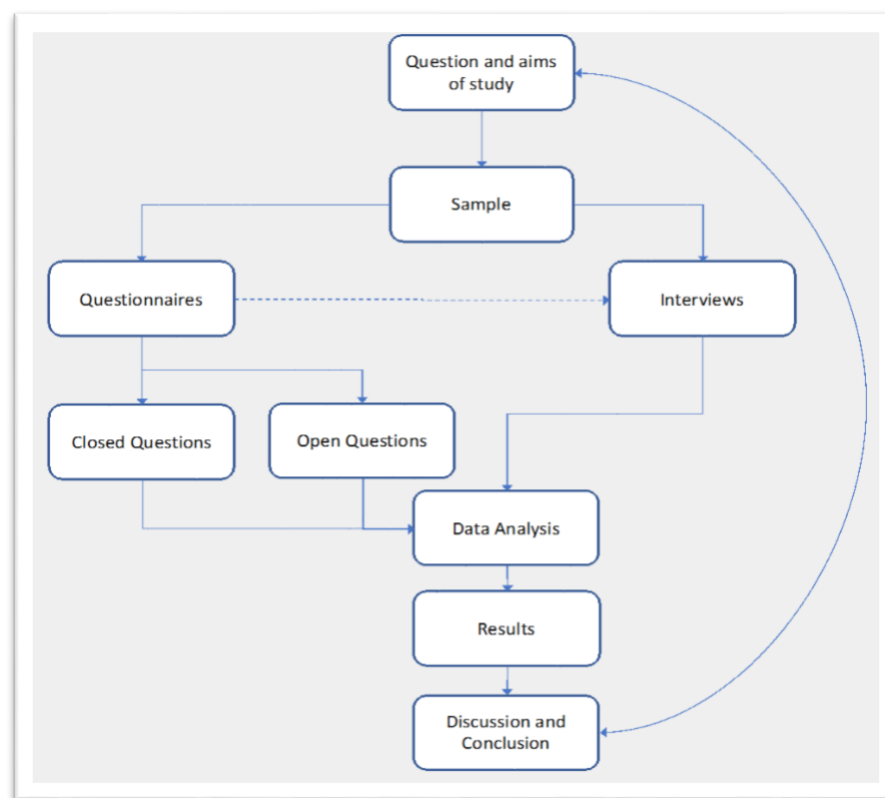 Question and aims
of study
Sample
Questionnaires
Interviews
Closed Questions
Open Questions
Data Analysis
Results
Discussion and
Conclusion